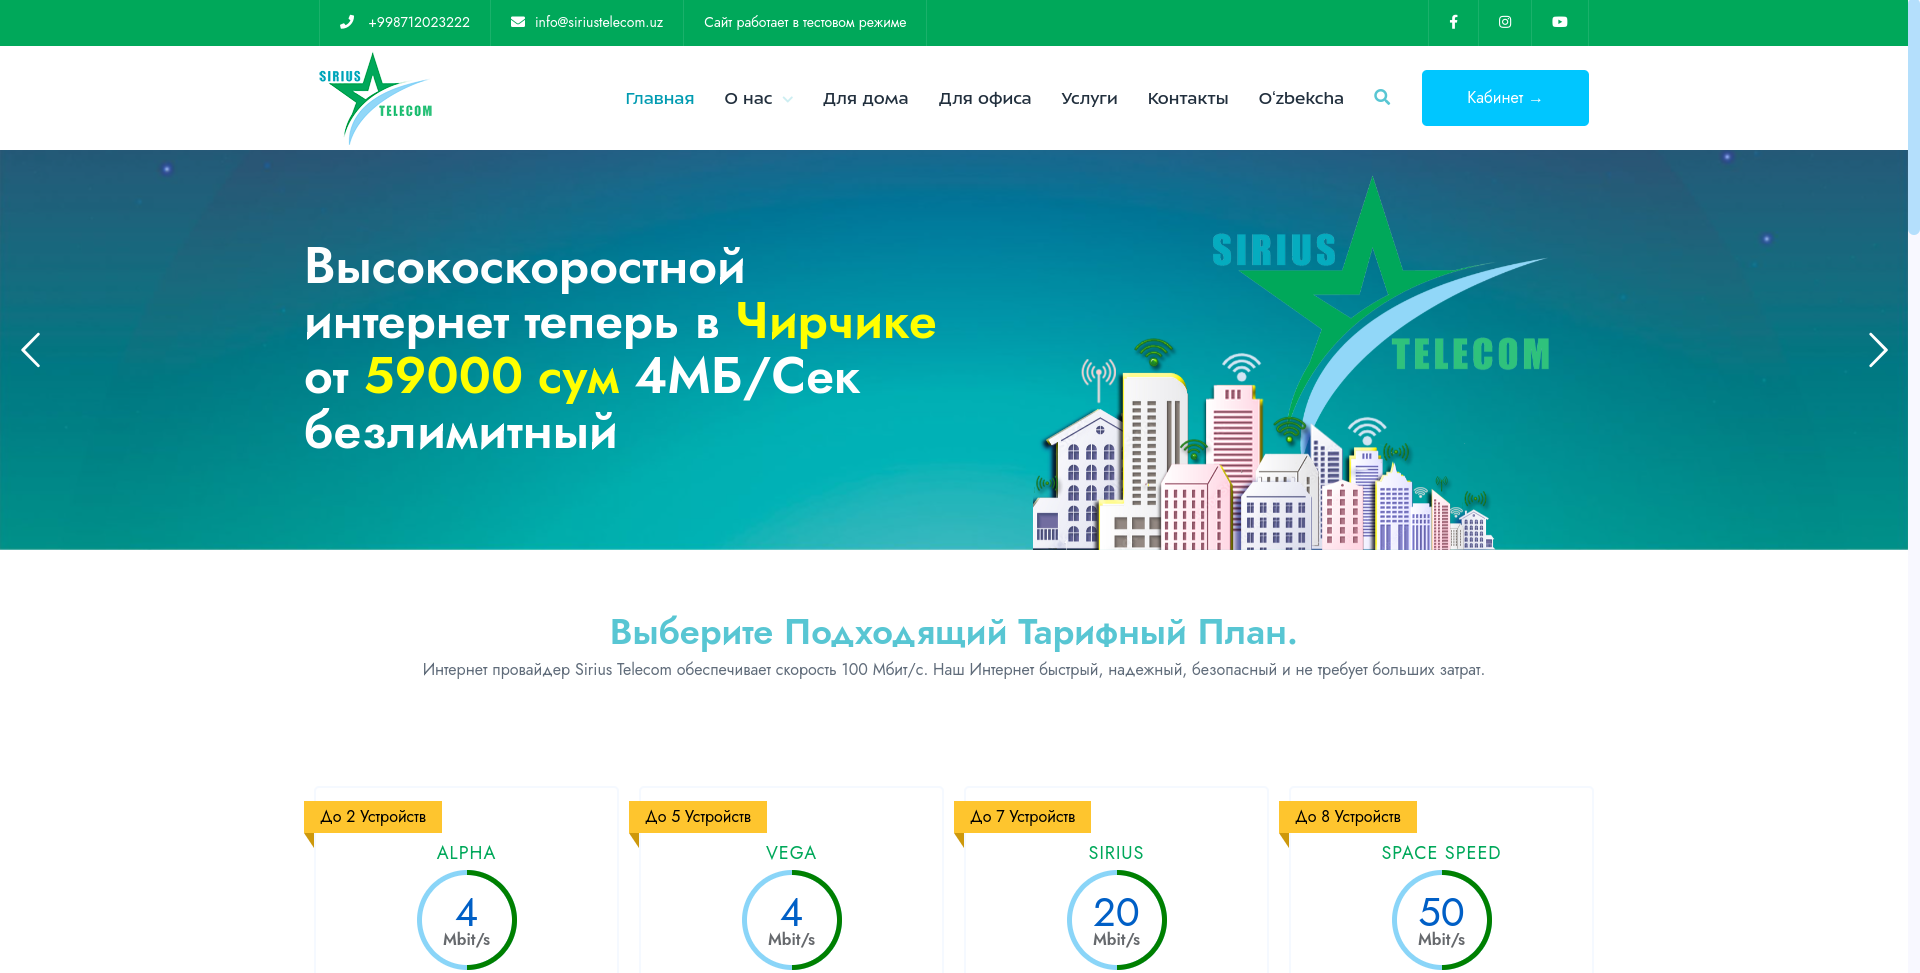 +998712023222 info@siriustelecom.uz Сайт работает в тестовом режиме
SIRIUS
TELECOM
Главная О нас Для дома Для офиса Услуги Контакты O'zbekcha Кабинет →
Высокоскоростной
интернет теперь в Чирчике
от 59000 сум 4МБ/Сек
безлимитный
SIRIUS
TELECOM
Выберите Подходящий Тарифный План.
Интернет провайдер Sirius Telecom обеспечивает скорость 100 Мбит/с. Наш Интернет быстрый, надежный, безопасный и не требует больших затрат.
До 2 Устройств
ALPHA
4
Mbit/s
До 5 Устройств
VEGA
4
Mbit/s
До 7 Устройств
SIRIUS
20
Mbit/s
До 8 Устройств
SPACE SPEED
50
Mbit/s